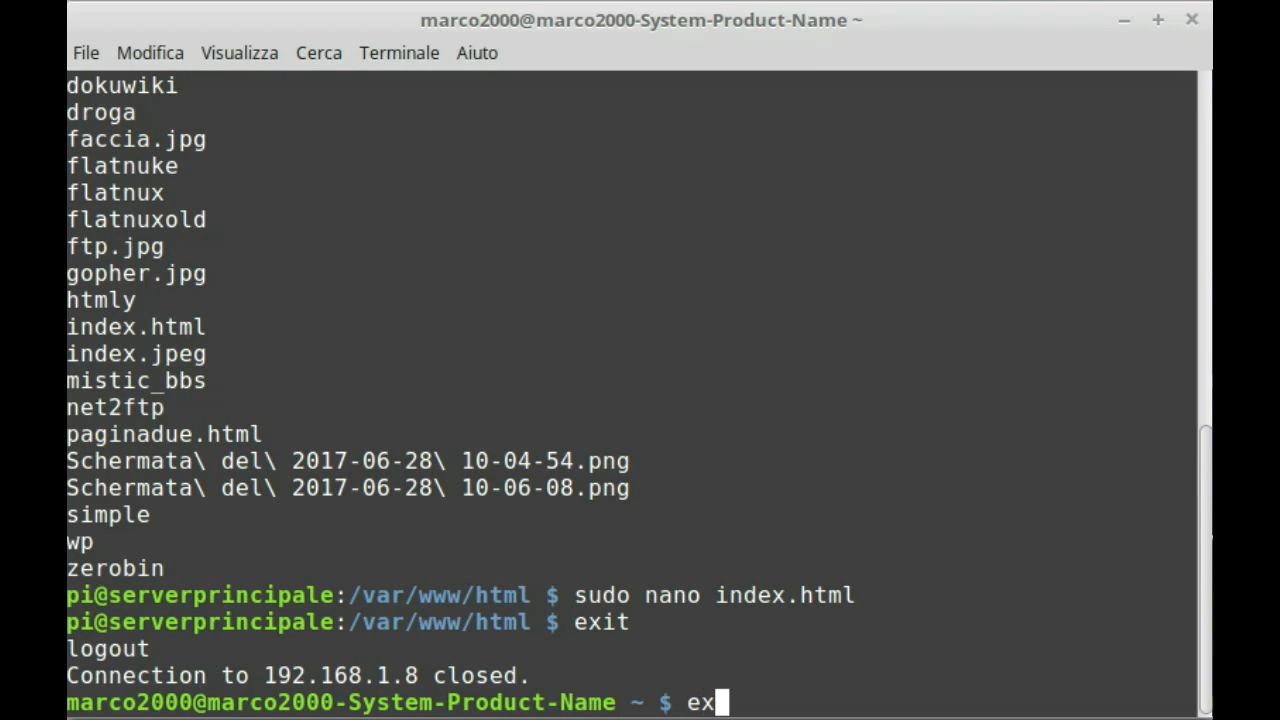 marco2000@marco2000-System-Product-Name ~
File Modifica Visualizza Cerca Terminale Aiuto
dokuwiki
droga
faccia.jpg
flatnuke
flatnux
flatnuxold
ftp.jpg
gopher.jpg
htmly
index.html
index.jpeg
mistic_bbs
net2ftp
paginadue.html
Schermata\ del\ 2017-06-28\ 10-04-54.png
Schermata\ del\ 2017-06-28\ 10-06-08.png
simple
wp
zerobin
pi@serverprincipale:/var/www/html $ sudo nano index.html
pi@serverprincipale:/var/www/html $ exit
logout
Connection to 192.168.1.8 closed.
marco2000@marco2000-System-Product-Name ~ $ ex